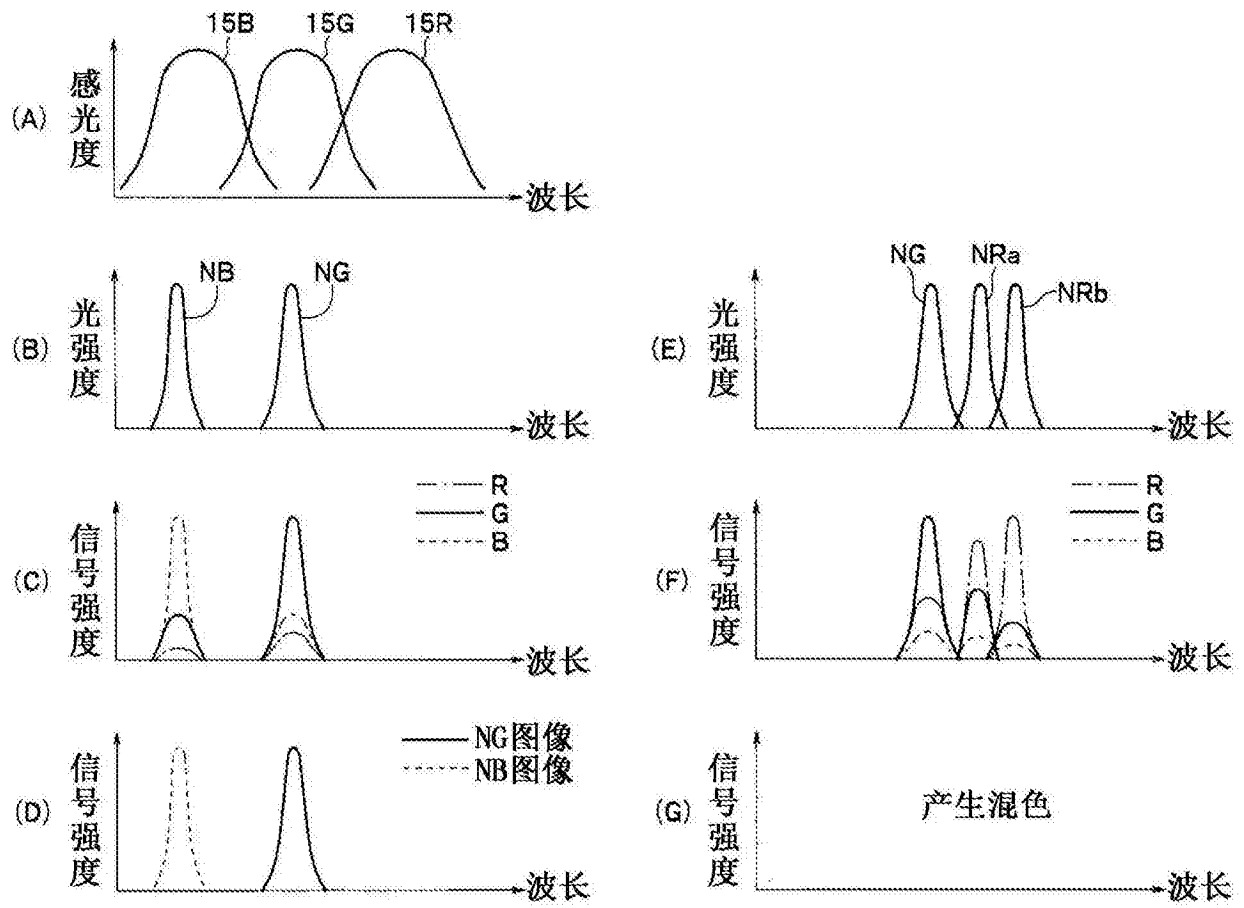 15B 15G 15R
(A)
感光度
波长
NB NG
(B)
光强度
波长
R
G
B
(C)
信号强度
波长
NG图像
NB图像
(D)
信号强度
波长
NG NRa
NRb
(E)
光强度
波长
R
G
B
(F)
信号强度
波长
产生混色
(G)
信号强度
波长